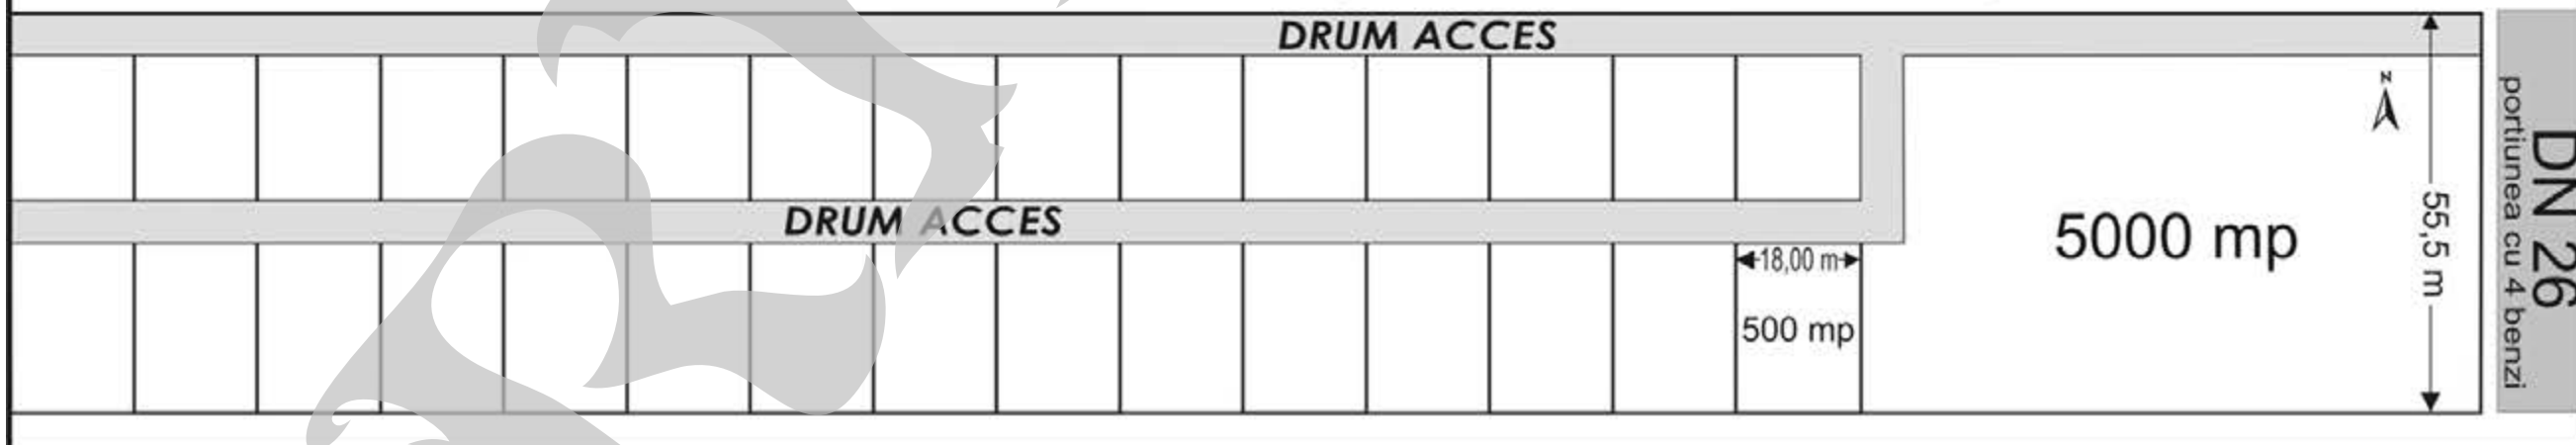 DRUM ACCES
N
DRUM ACCES
18,00 m
500 mp
5000 mp
55,5 m
DN 26
portiunea cu 4 benzi